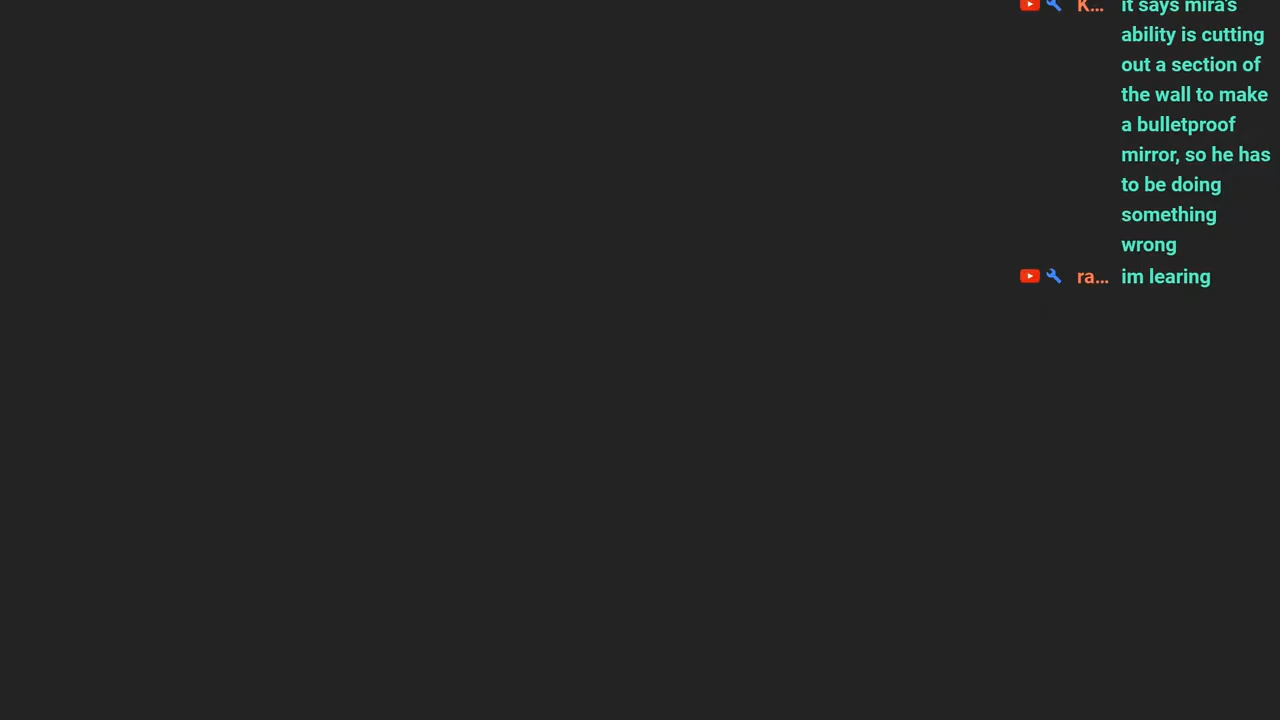 K... it says mira's
ability is cutting
out a section of
the wall to make
a bulletproof
mirror, so he has
to be doing
something
wrong
ra... im learing